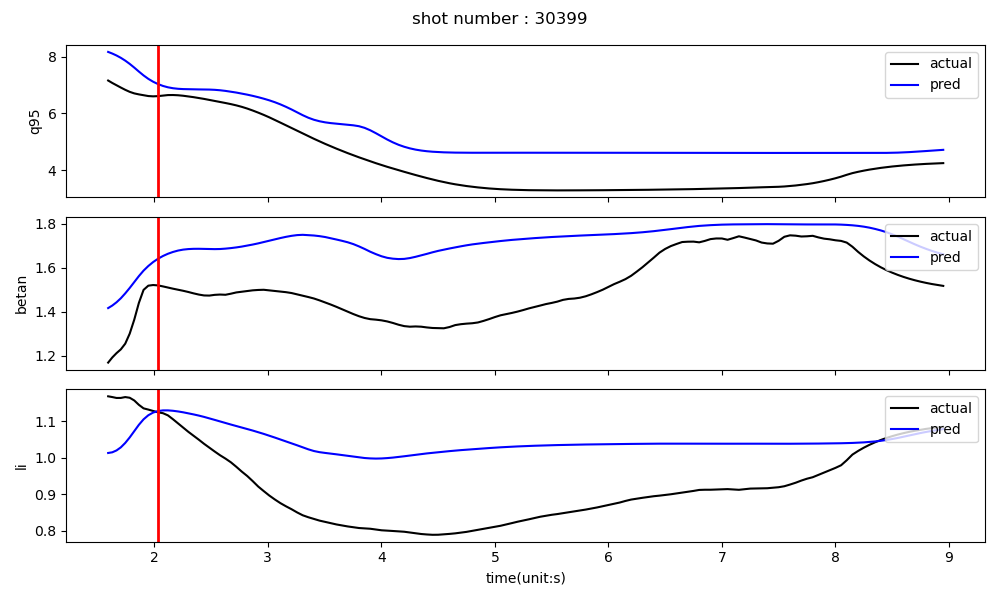 shot number : 30399
8
6
4
q95
actual
pred
1.8
1.6
1.4
1.2
betan
actual
pred
1.1
1.0
0.9
0.8
li
actual
pred
2 3 4 5 6 7 8 9
time(unit:s)